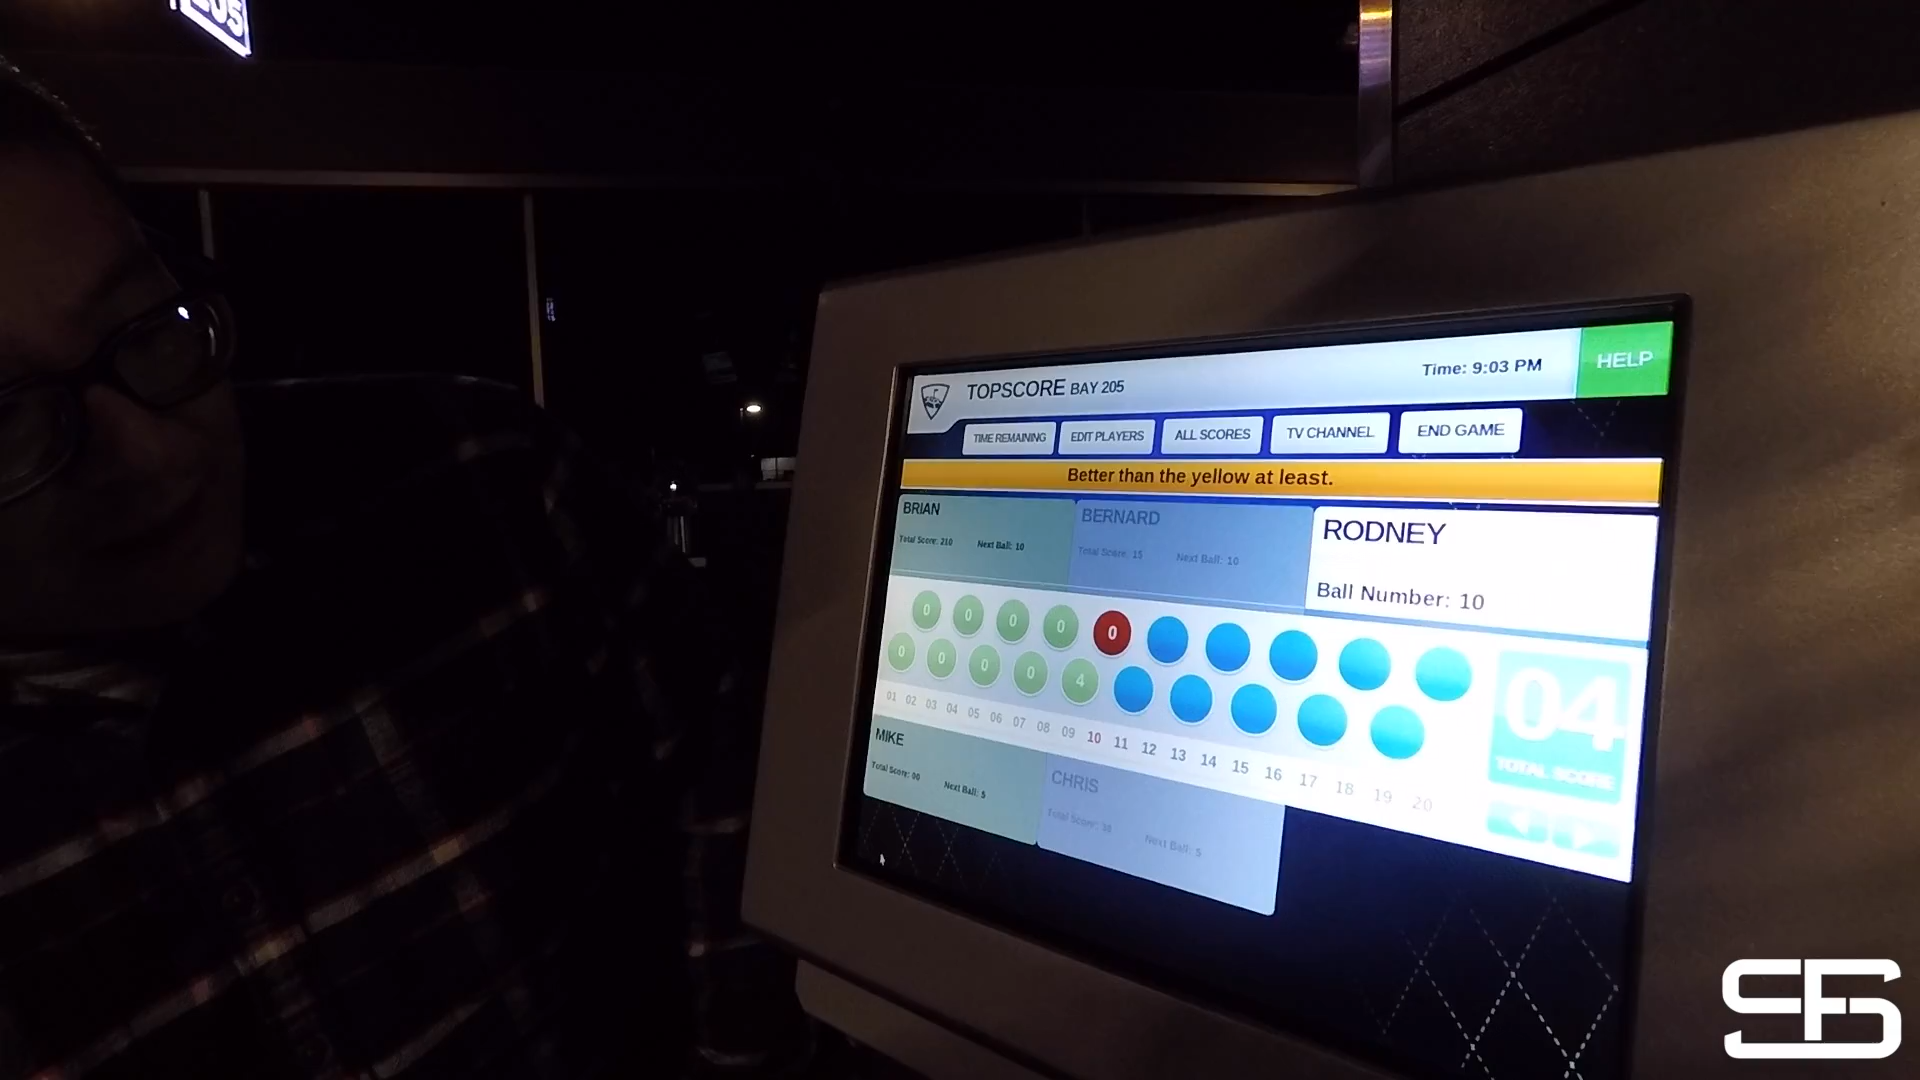 205
TOPSCORE BAY 205
Time: 9:03 PM
HELP
TIME REMAINING
EDIT PLAYERS
ALL SCORES
TV CHANNEL
END GAME
Better than the yellow at least.
BRIAN
Total Score: 210 Next Ball: 10
BERNARD
Total Score: 15 Next Ball: 10
RODNEY
Ball Number: 10
0 0 0 0 0
0 0 0 0 4
01 02 03 04 05 06 07 08 09 10 11 12 13 14 15 16 17 18 19 20
04
TOTAL SCORE
MIKE
Total Score: 00 Next Ball: 5
CHRIS
Total Score: Next Ball: 5